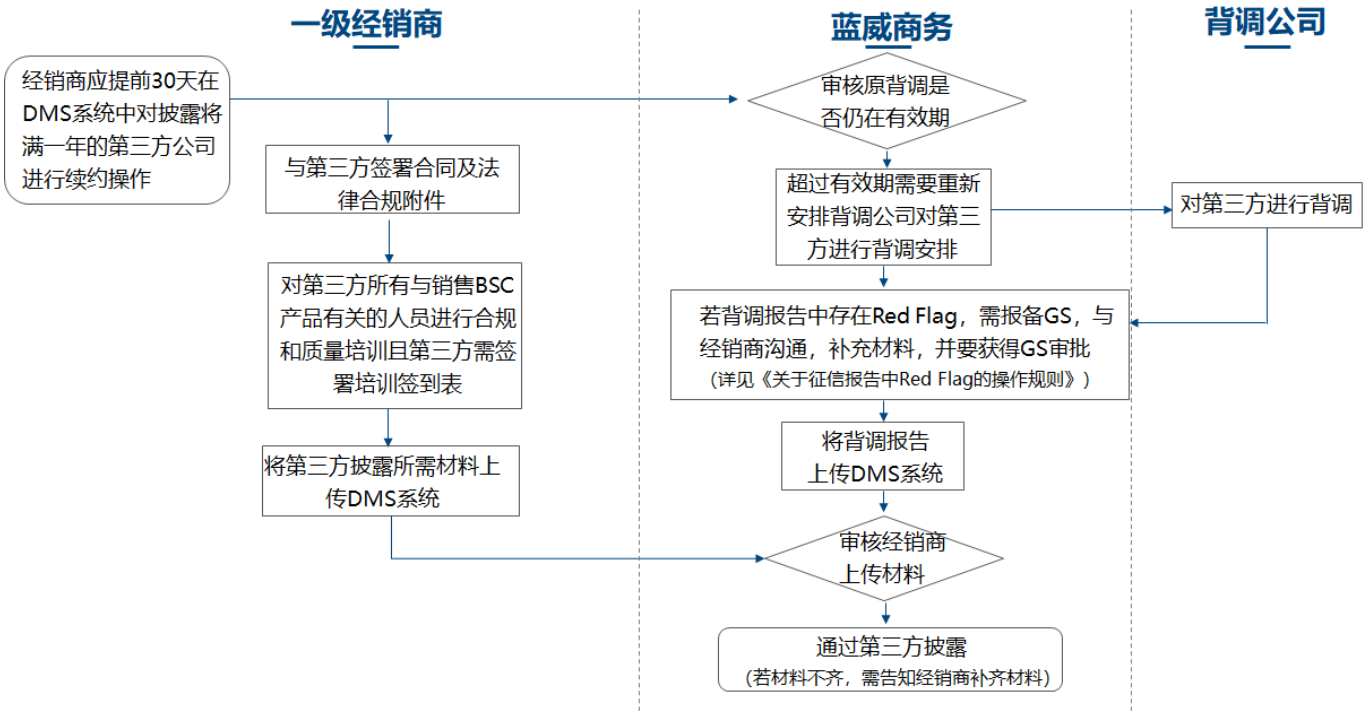 一级经销商
蓝威商务
背调公司
经销商应提前30天在
DMS系统中对披露将
满一年的第三方公司
进行续约操作
与第三方签署合同及法
律合规附件
对第三方所有与销售BSC
产品有关的人员进行合规
和质量培训且第三方需签
署培训签到表
将第三方披露所需材料上
传DMS系统
审核原背调是
否仍在有效期
超过有效期需要重新
安排背调公司对第三
方进行背调安排
对第三方进行背调
若背调报告中存在Red Flag，需报备GS，与
经销商沟通，补充材料，并要获得GS审批
（详见《关于征信报告中Red Flag的操作规则》）
将背调报告
上传DMS系统
审核经销商
上传材料
通过第三方披露
（若材料不齐，需告知经销商补齐材料）